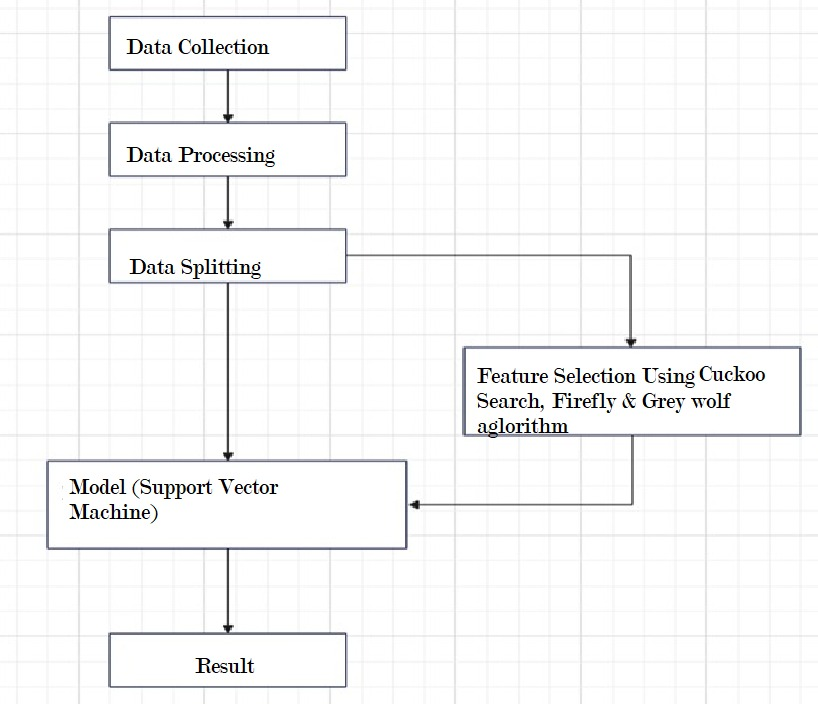 Data Collection
Data Processing
Data Splitting
Feature Selection Using Cuckoo
Search, Firefly & Grey wolf
aglorithm
Model (Support Vector
Machine)
Result